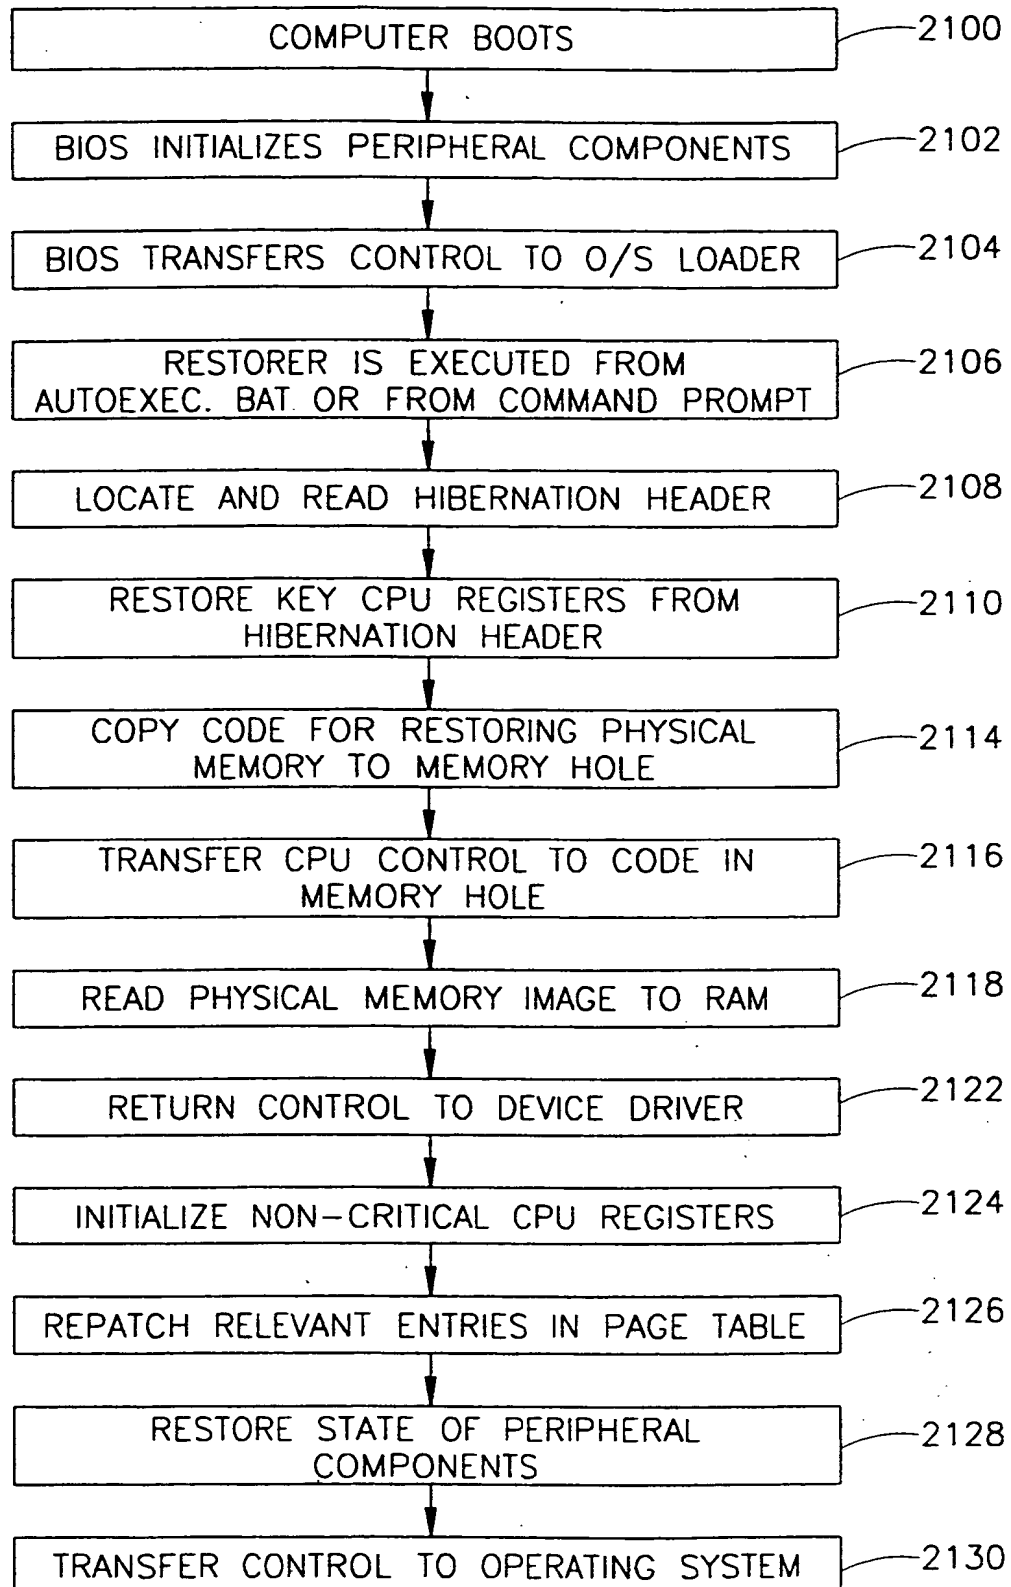 COMPUTER BOOTS 2100
BIOS INITIALIZES PERIPHERAL COMPONENTS 2102
BIOS TRANSFERS CONTROL TO O/S LOADER 2104
RESTORER IS EXECUTED FROM
AUTOEXEC. BAT. OR FROM COMMAND PROMPT 2106
LOCATE AND READ HIBERNATION HEADER 2108
RESTORE KEY CPU REGISTERS FROM
HIBERNATION HEADER 2110
COPY CODE FOR RESTORING PHYSICAL
MEMORY TO MEMORY HOLE 2114
TRANSFER CPU CONTROL TO CODE IN
MEMORY HOLE 2116
READ PHYSICAL MEMORY IMAGE TO RAM 2118
RETURN CONTROL TO DEVICE DRIVER 2122
INITIALIZE NON-CRITICAL CPU REGISTERS 2124
REPATCH RELEVANT ENTRIES IN PAGE TABLE 2126
RESTORE STATE OF PERIPHERAL
COMPONENTS 2128
TRANSFER CONTROL TO OPERATING SYSTEM 2130